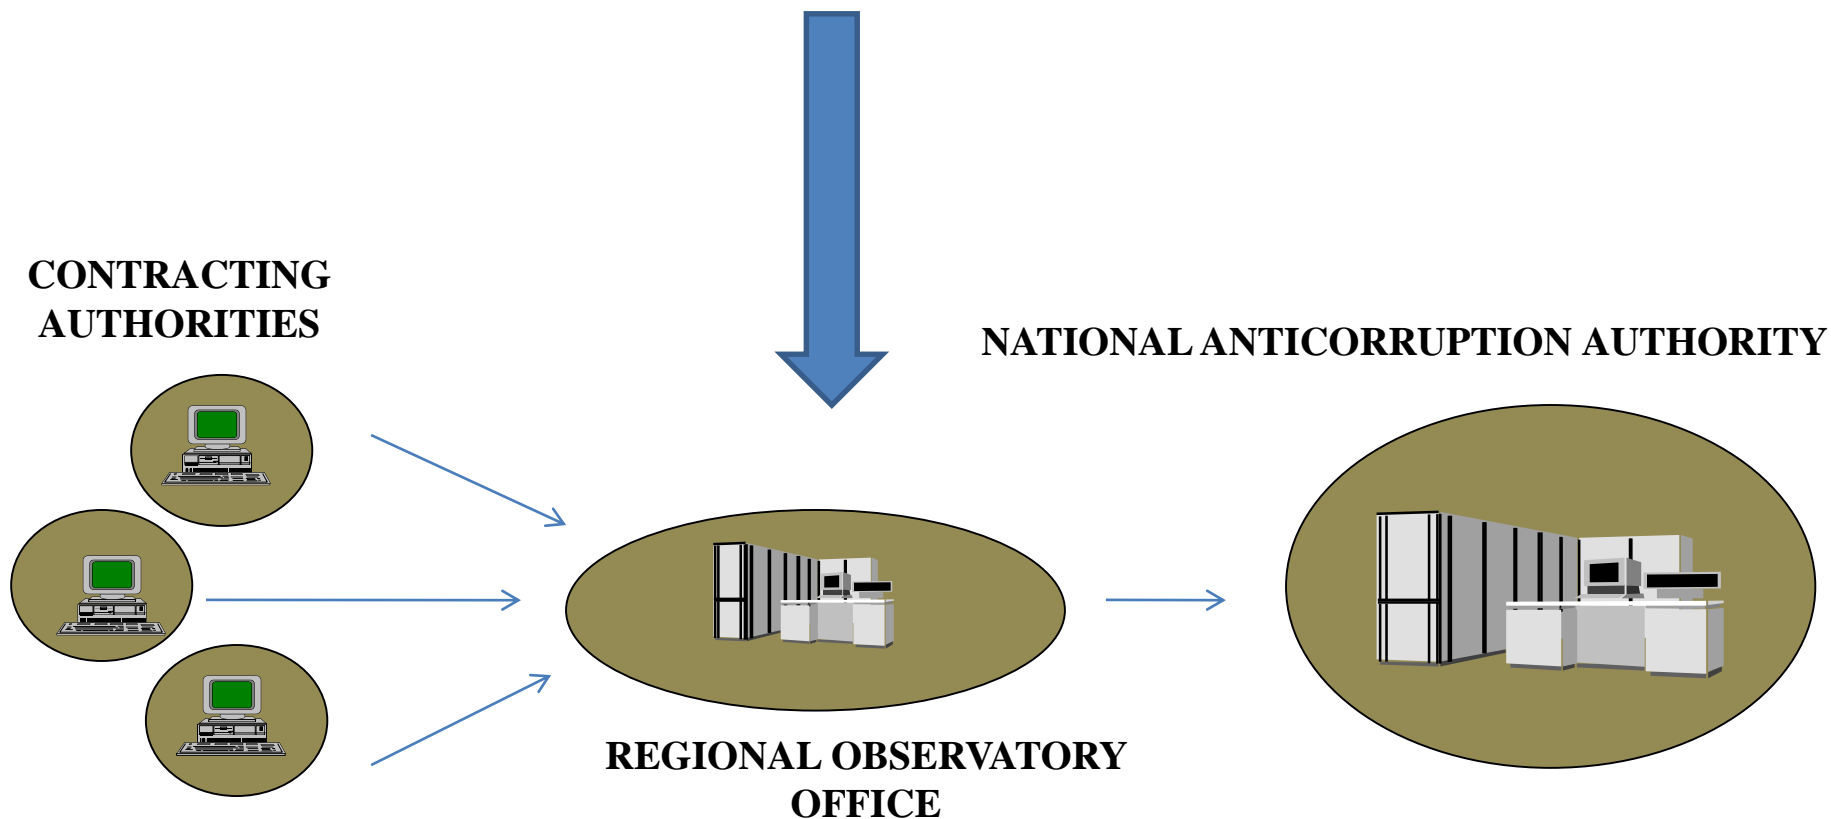 CONTRACTING
AUTHORITIES
NATIONAL ANTICORRUPTION AUTHORITY
REGIONAL OBSERVATORY
OFFICE